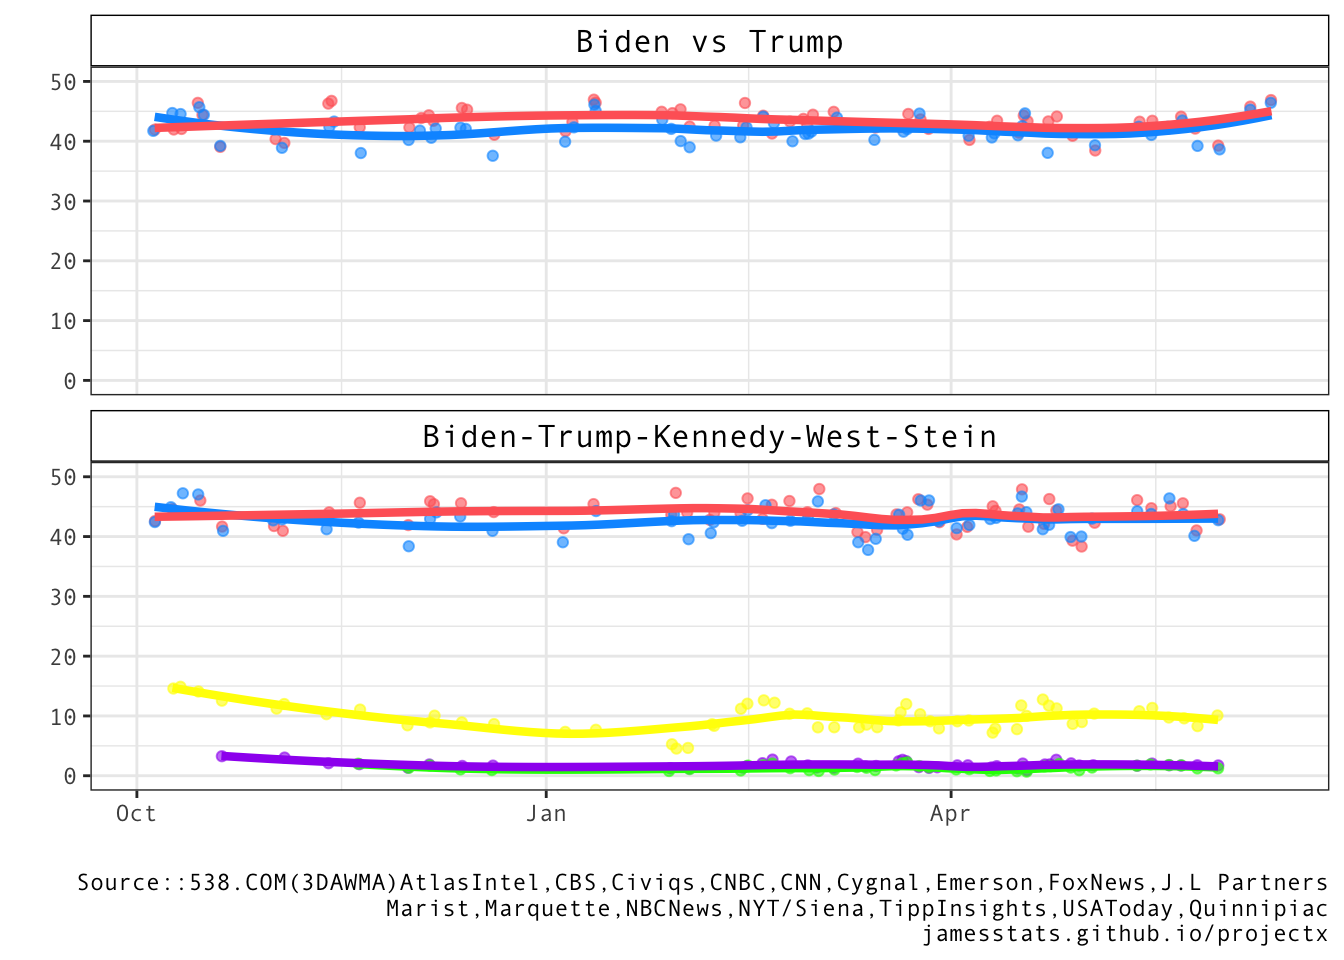 Biden vs Trump
50
40
30
20
10
0
Biden-Trump-Kennedy-West-Stein
50
40
30
20
10
0
Oct Jan Apr
Source::538.COM(3DAWMA)AtlasIntel,CBS,Civiqs,CNBC,CNN,Cygnal,Emerson,FoxNews,J.L Partners
Marist,Marquette,NBCNews,NYT/Siena,TippInsights,USAToday,Quinnipiac
jamesstats.github.io/projectx